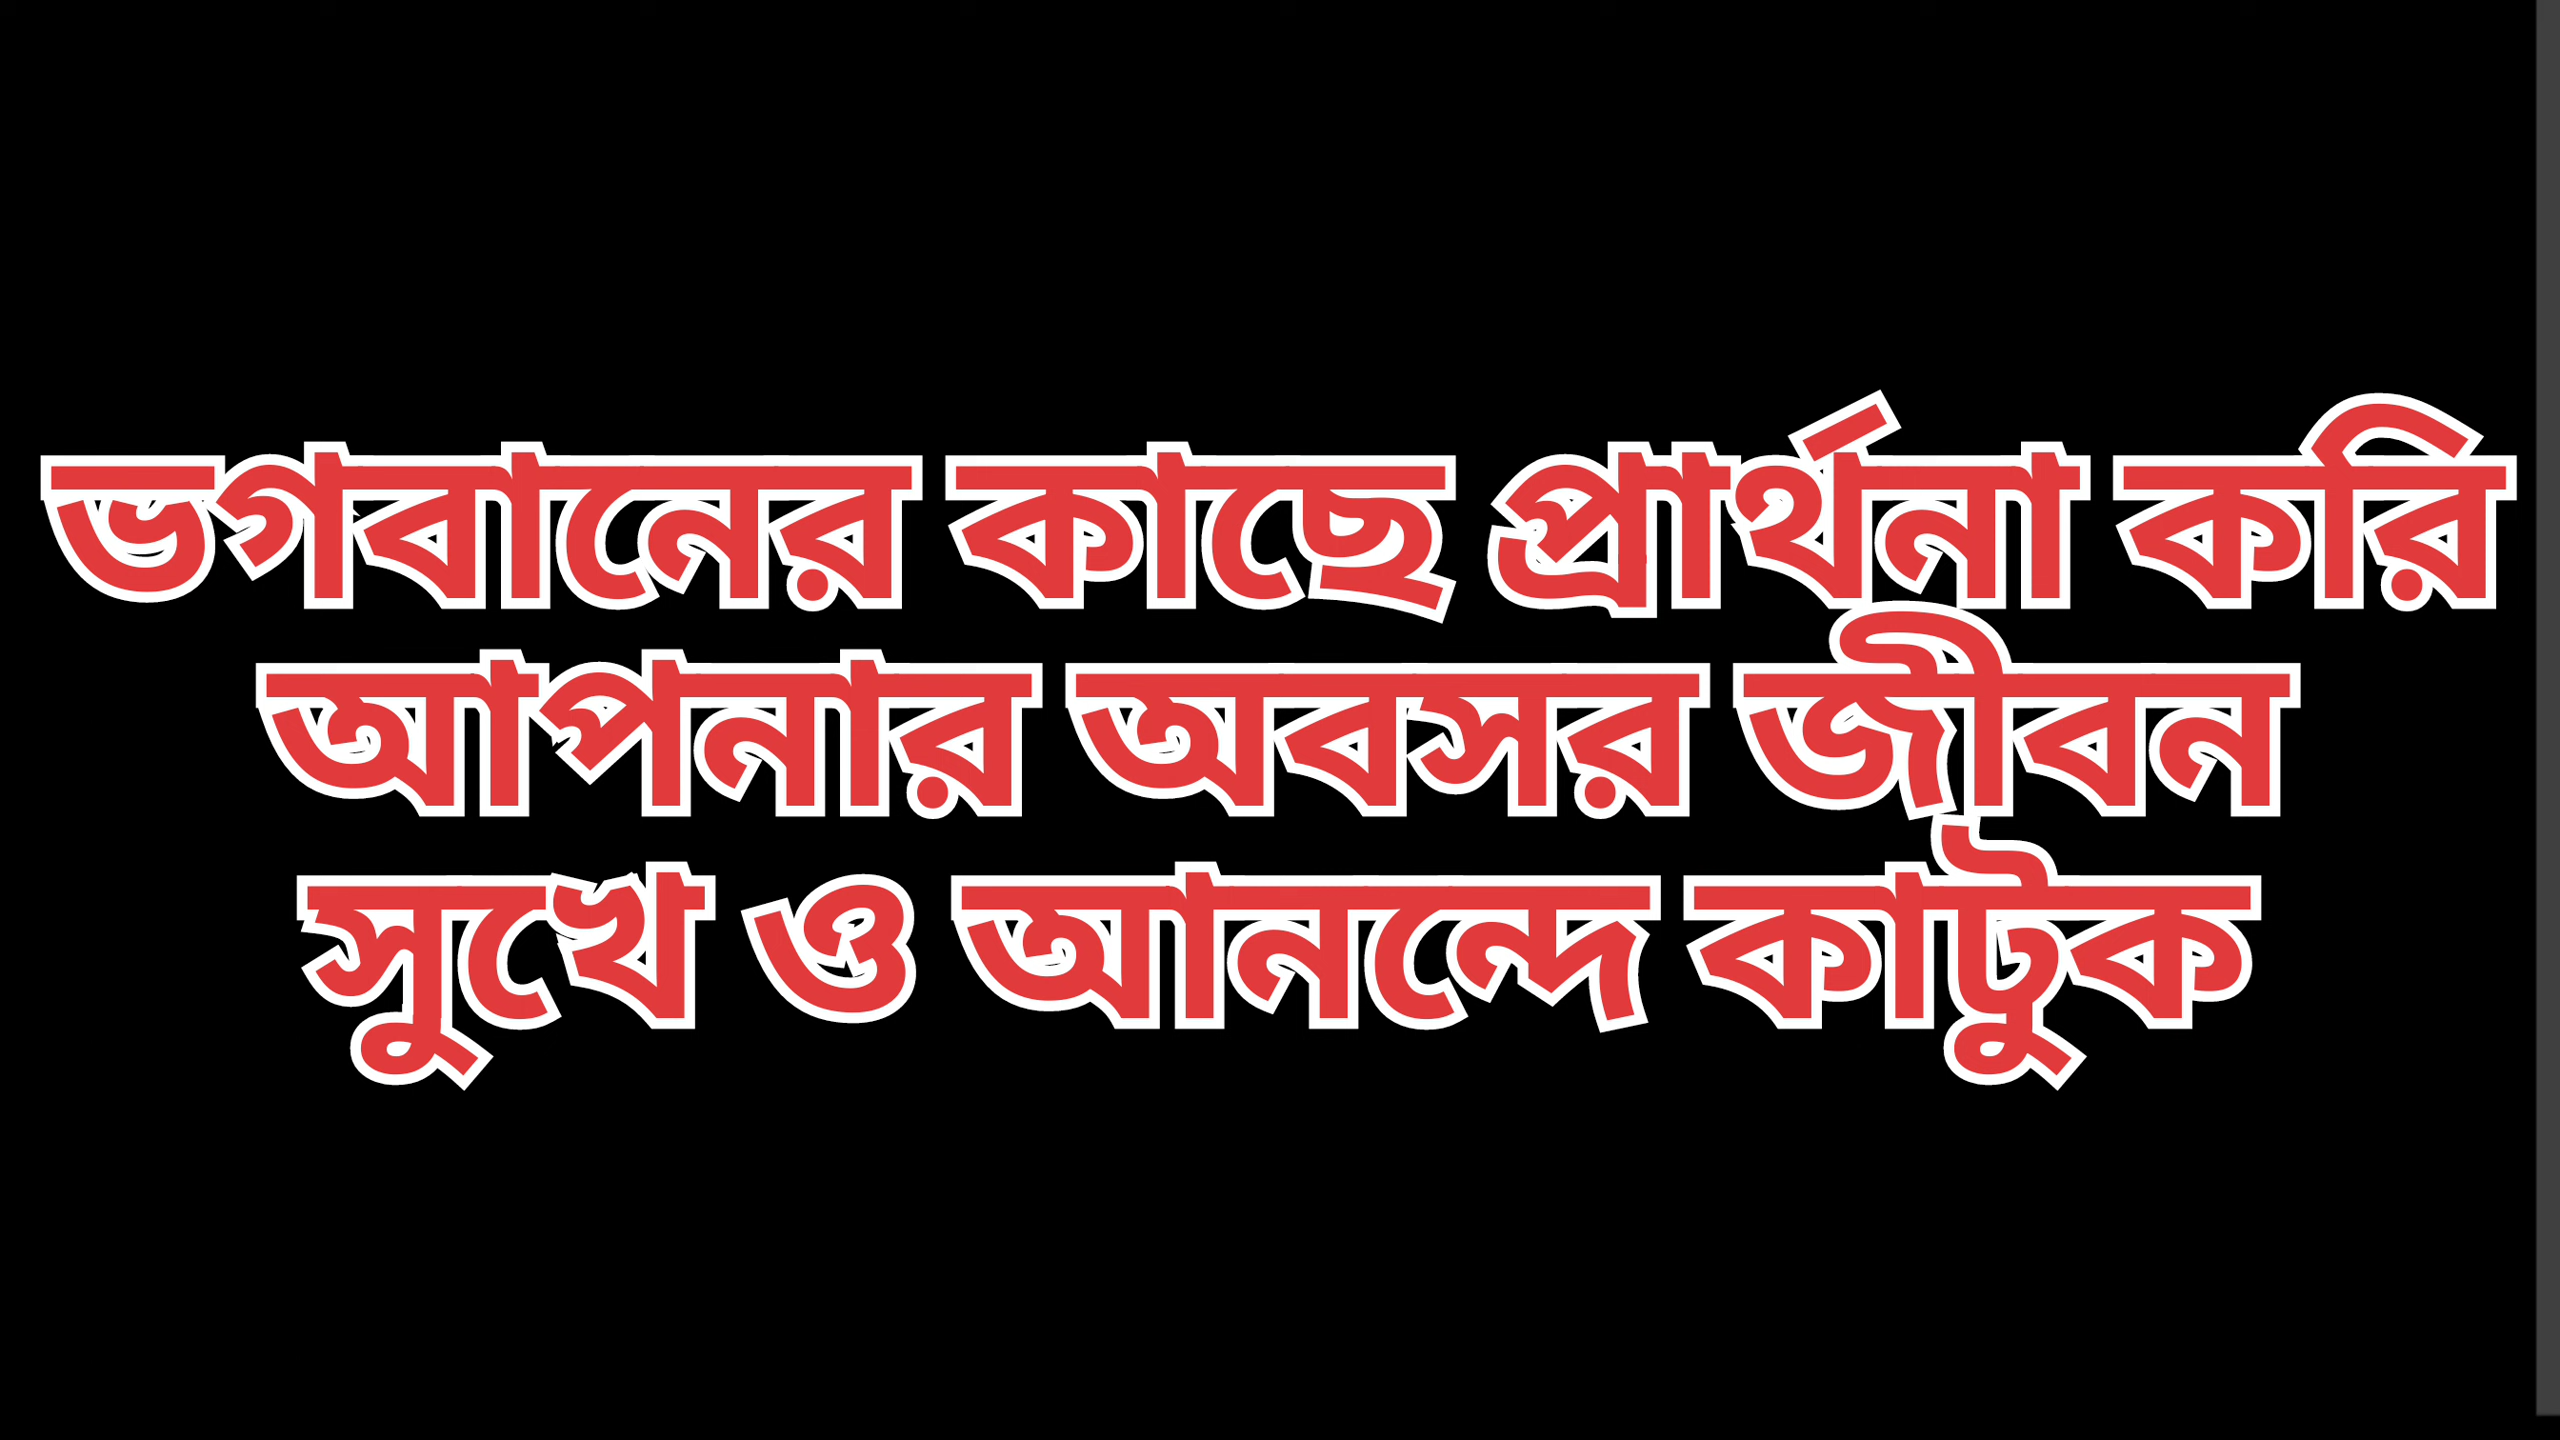 ভগবানের কাছে প্রার্থনা করি
আপনার অবসর জীবন
সুখে ও আনন্দে কাটুক